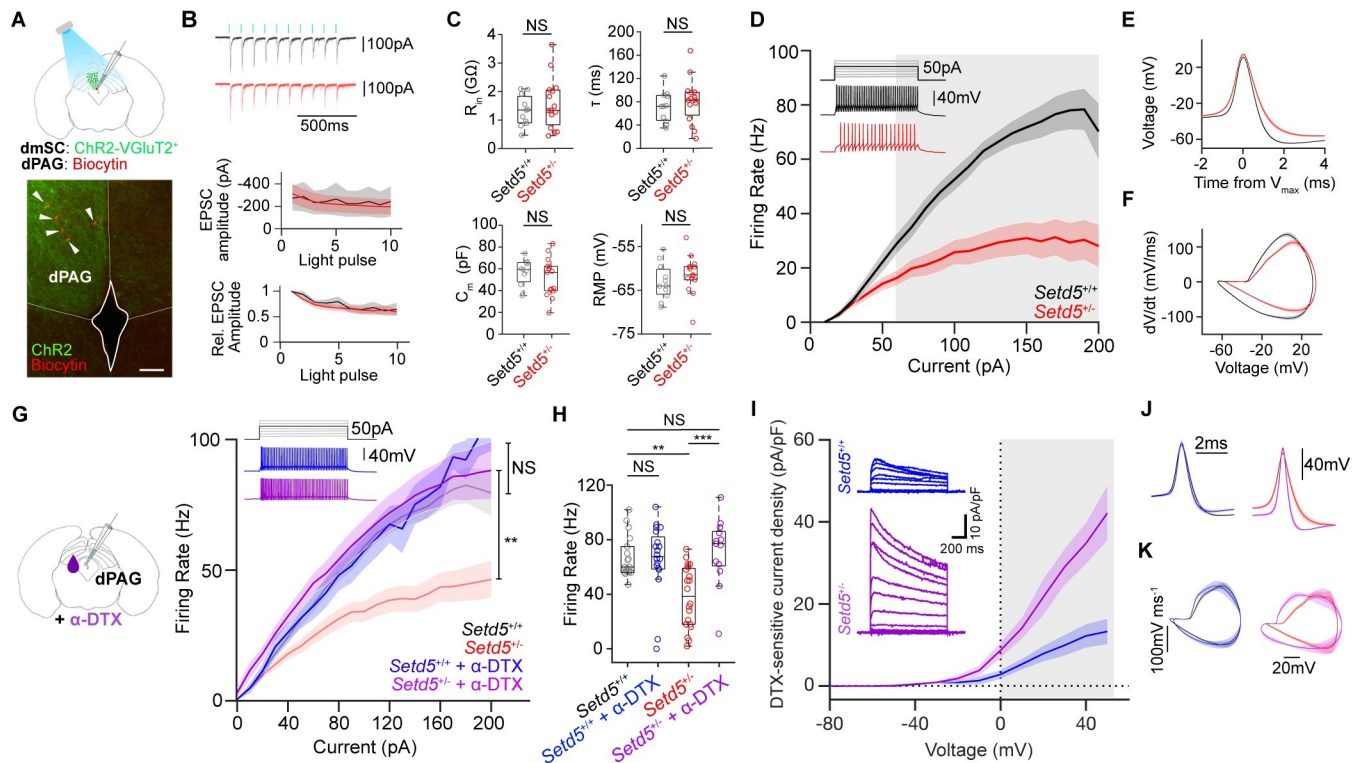 A
dmSC: ChR2-VGluT2⁺
dPAG: Biocytin
dPAG
ChR2
Biocytin
B
100pA
100pA
500ms
EPSC
amplitude (pA)
-400
-200
0
0
5
10
Light pulse
Rel. EPSC
Amplitude
1
0.5
0
0
5
10
Light pulse
C
NS
Rin (GΩ)
4
3
2
1
0
Setd5+/+
Setd5+/-
NS
τ (ms)
200
160
120
80
40
0
Setd5+/+
Setd5+/-
NS
Cm (pF)
100
80
60
40
20
0
Setd5+/+
Setd5+/-
NS
RMP (mV)
-55
-65
-75
Setd5+/+
Setd5+/-
D
50pA
40mV
Firing Rate (Hz)
100
80
60
40
20
0
0
50
100
150
200
Current (pA)
Setd5+/+
Setd5+/-
E
Voltage (mV)
20
-20
-60
-2
0
2
4
Time from Vmax (ms)
F
dV/dt (mV/ms)
100
0
-100
-60
-20
20
Voltage (mV)
G
dPAG
+ α-DTX
50pA
40mV
Firing Rate (Hz)
100
50
0
0
40
80
120
160
200
Current (pA)
NS
**
Setd5+/+
Setd5+/-
Setd5+/+ + α-DTX
Setd5+/- + α-DTX
H
NS
**
***
NS
Firing Rate (Hz)
120
80
40
0
Setd5+/+
Setd5+/+ + α-DTX
Setd5+/-
Setd5+/- + α-DTX
I
DTX-sensitive current density (pA/pF)
60
40
20
0
-80
-40
0
40
Voltage (mV)
Setd5+/+
Setd5+/-
10 pA/pF
200 ms
J
2ms
40mV
K
100mV ms-1
20mV